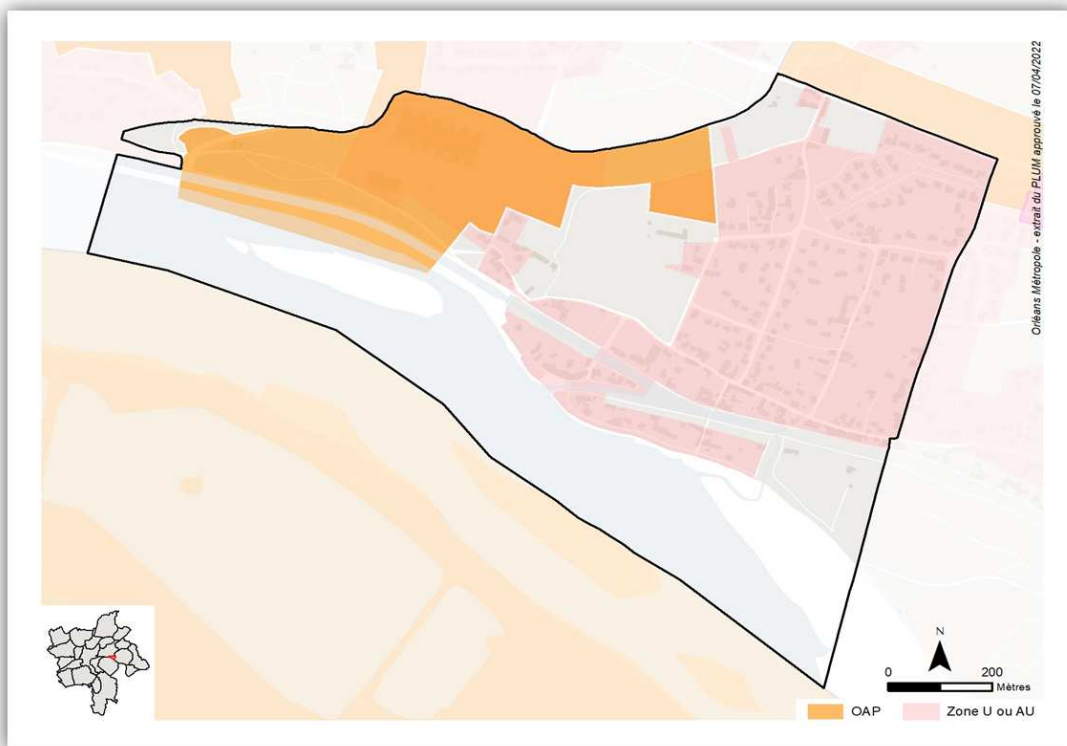 Orléans Métropole - extrait du PLUM approuvé le 07/04/2022
N
0 200
Mètres
OAP Zone U ou AU